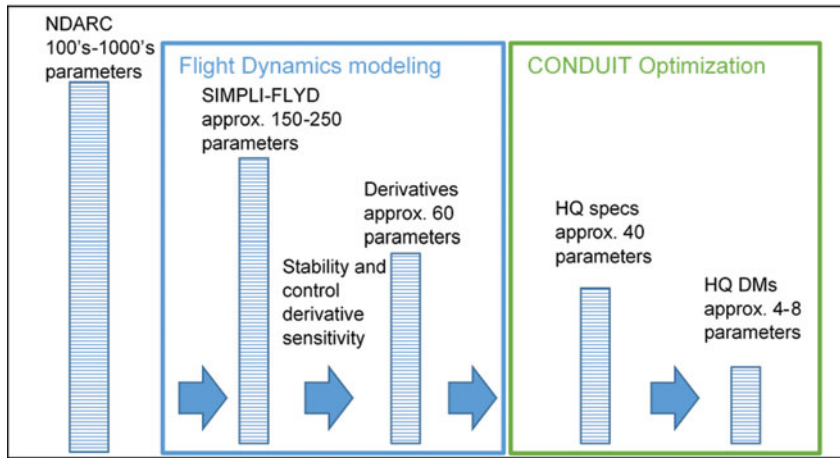 NDARC
100's-1000's
parameters
Flight Dynamics modeling
SIMPLI-FLYD
approx. 150-250
parameters
Derivatives
approx. 60
parameters
Stability and
control
derivative
sensitivity
CONDUIT Optimization
HQ specs
approx. 40
parameters
HQ DMs
approx. 4-8
parameters